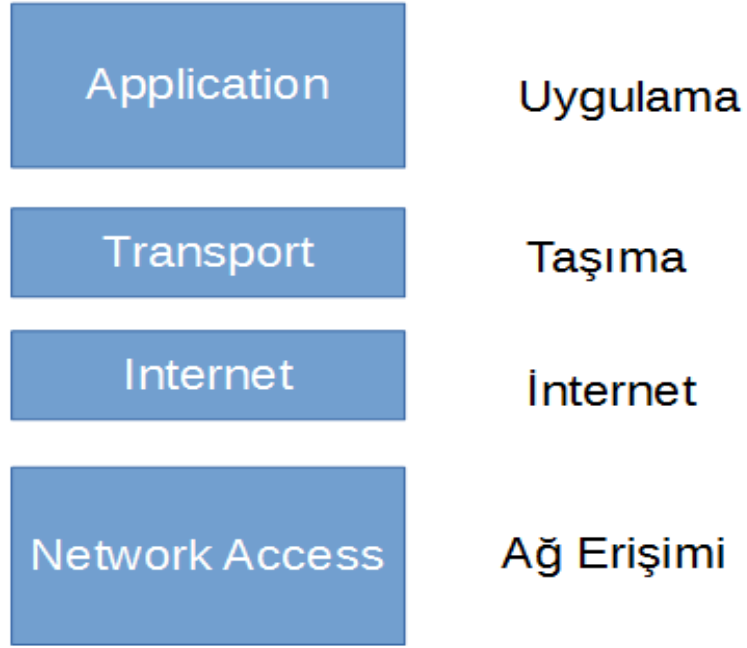 Application
Uygulama
Transport
Taşıma
Internet
İnternet
Network Access
Ağ Erişimi